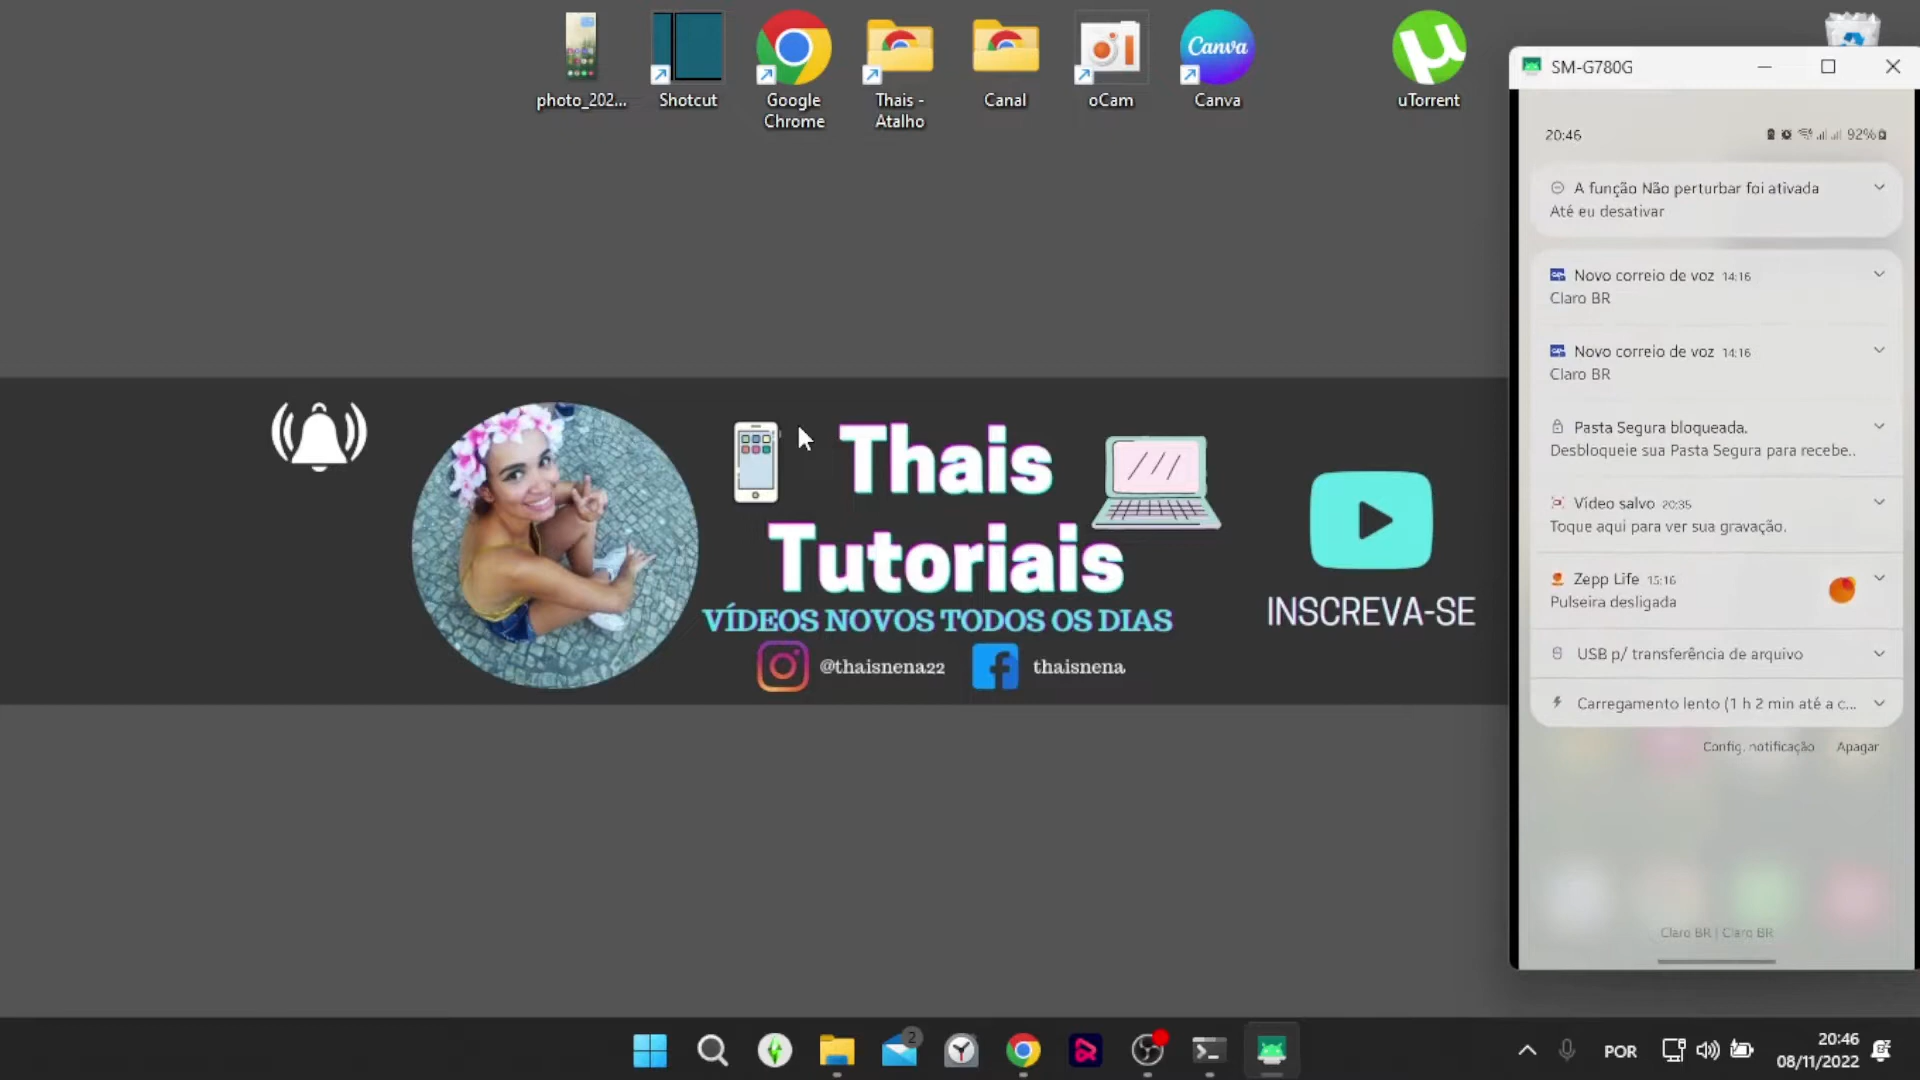 photo_202...
Shotcut
Google
Chrome
Thais -
Atalho
Canal
oCam
Canva
Canva
uTorrent
SM-G780G
20:46
92%
A função Não perturbar foi ativada
Até eu desativar
Novo correio de voz 14:16
Claro BR
Novo correio de voz 14:16
Claro BR
Pasta Segura bloqueada.
Desbloqueie sua Pasta Segura para recebe..
Vídeo salvo 20:35
Toque aqui para ver sua gravação.
Zepp Life 15:16
Pulseira desligada
USB p/ transferência de arquivo
Carregamento lento (1 h 2 min até a c...
Config. notificação Apagar
Claro BR | Claro BR
Thais
Tutoriais
VÍDEOS NOVOS TODOS OS DIAS
@thaisnena22 thaisnena
INSCREVA-SE
2
POR
20:46
08/11/2022